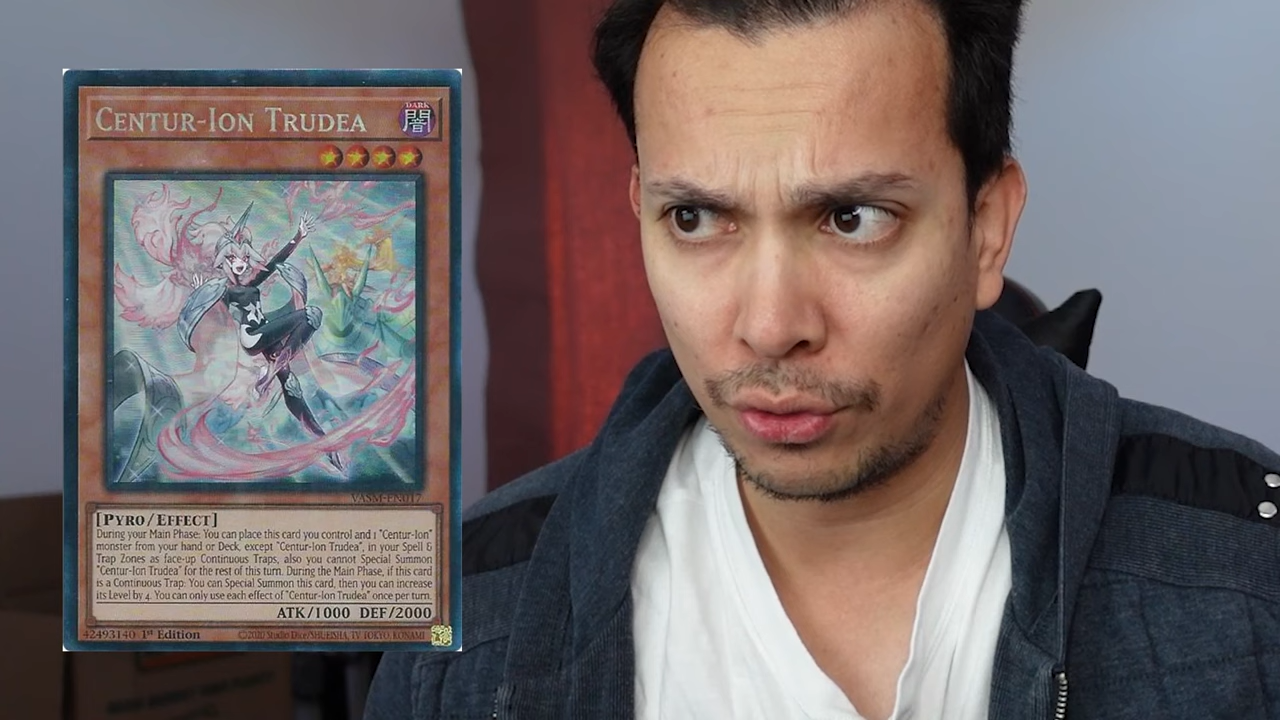 CENTUR-ION TRUDEA
DARK
闇
VASM-EN017
[PYRO/EFFECT]
During your Main Phase: You can place this card you control and 1 "Centur-Ion"
monster from your hand or Deck, except "Centur-Ion Trudea", in your Spell &
Trap Zones as face-up Continuous Traps, also you cannot Special Summon
"Centur-Ion Trudea" for the rest of this turn. During the Main Phase, if this card
is a Continuous Trap: You can Special Summon this card, then you can increase
its Level by 4. You can only use each effect of "Centur-Ion Trudea" once per turn.
ATK/1000 DEF/2000
42493140 1st Edition ©2020 Studio Dice/SHUEISHA, TV TOKYO, KONAMI